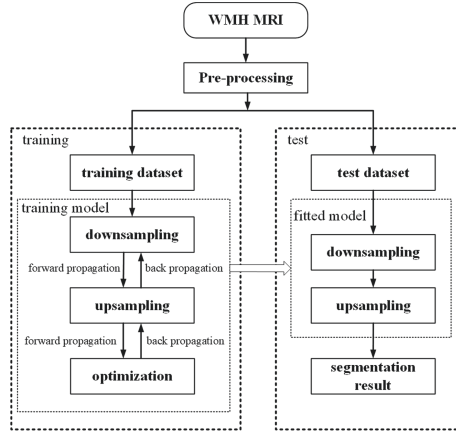 WMH MRI
Pre-processing
training
training dataset
training model
downsampling
forward propagation
back propagation
upsampling
forward propagation
back propagation
optimization
test
test dataset
fitted model
downsampling
upsampling
segmentation
result